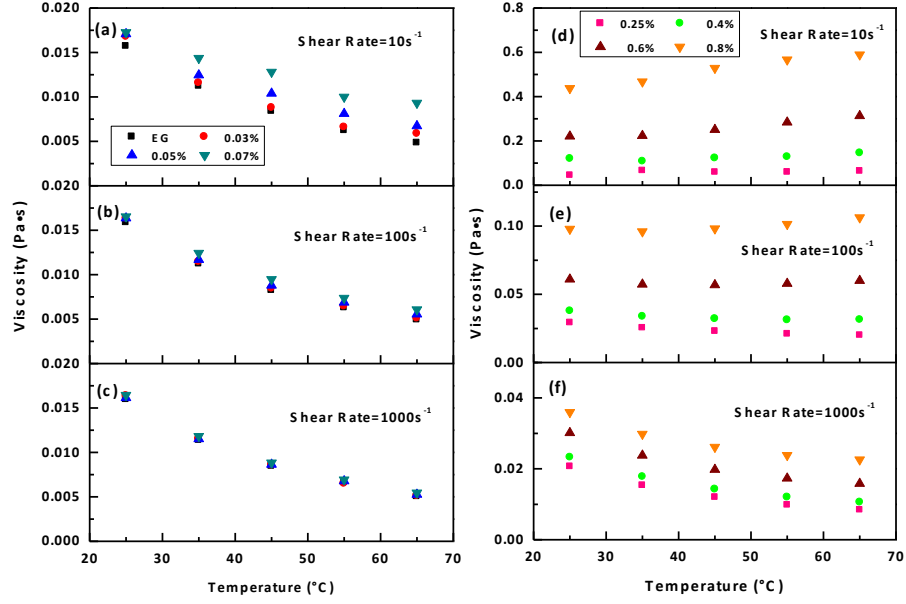 (a)
Shear Rate=10s⁻¹
EG 0.03%
0.05% 0.07%
0.020
0.015
0.010
0.005
0.020
(b)
Shear Rate=100s⁻¹
0.015
0.010
0.005
0.020
(c)
Shear Rate=1000s⁻¹
0.015
0.010
0.005
0.000
20 30 40 50 60 70
Temperature (°C)
Viscosity (Pa•s)
0.25% 0.4%
0.6% 0.8%
(d)
Shear Rate=10s⁻¹
0.8
0.6
0.4
0.2
0.0
(e)
Shear Rate=100s⁻¹
0.10
0.05
0.00
(f)
Shear Rate=1000s⁻¹
0.04
0.02
0.00
20 30 40 50 60 70
Temperature (°C)
Viscosity (Pa•s)